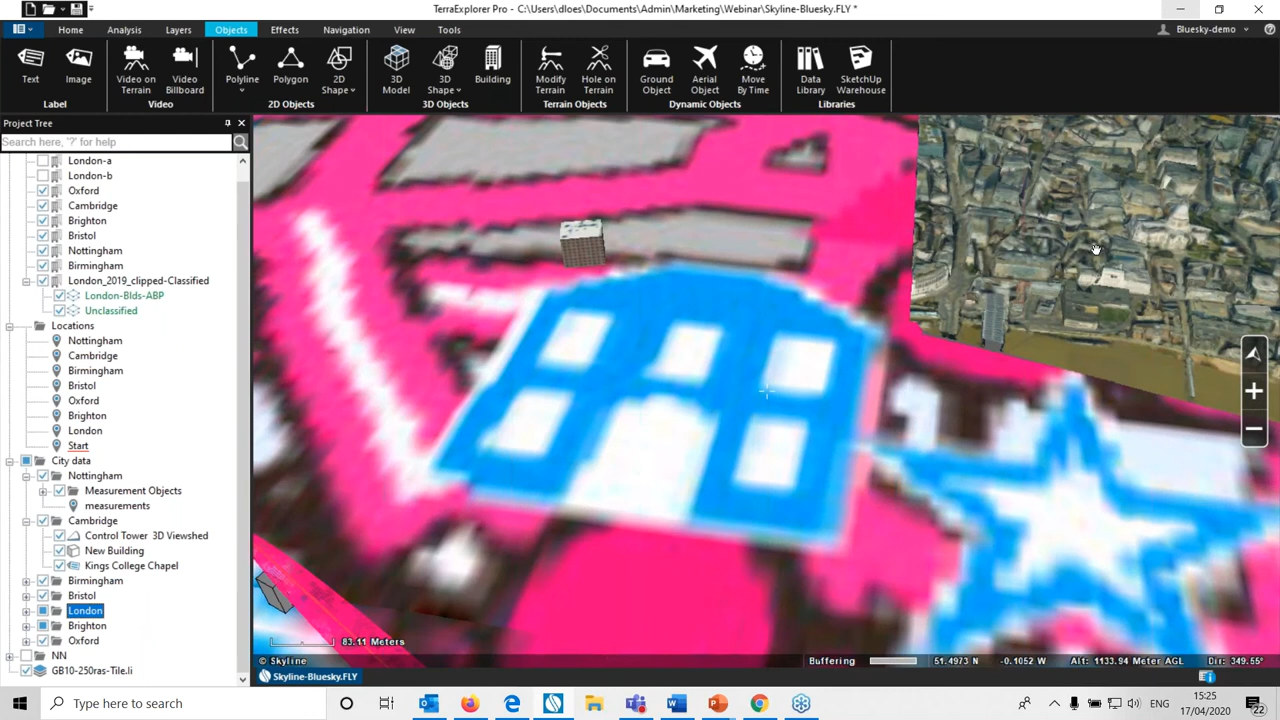 TerraExplorer Pro - C:\Users\dloes\Documents\Admin\Marketing\Webinar\Skyline-Bluesky.FLY *
Home Analysis Layers Objects Effects Navigation View Tools Bluesky-demo
Text Image Video on Terrain Video Billboard Polyline Polygon 2D Shape 3D Model 3D Shape Building Modify Terrain Hole on Terrain Ground Object Aerial Object Move By Time Data Library SketchUp Warehouse
Label Video 2D Objects 3D Objects Terrain Objects Dynamic Objects Libraries
Project Tree
Search here, '?' for help
London-a
London-b
Oxford
Cambridge
Brighton
Bristol
Nottingham
Birmingham
London_2019_clipped-Classified
London-Blds-ABP
Unclassified
Locations
Nottingham
Cambridge
Birmingham
Bristol
Oxford
Brighton
London
Start
City data
Nottingham
Measurement Objects
measurements
Cambridge
Control Tower 3D Viewshed
New Building
Kings College Chapel
Birmingham
Bristol
London
Brighton
Oxford
NN
GB10-250ras-Tile.li
83.11 Meters
© Skyline
Buffering 51.4973 N -0.1052 W Alt: 1133.94 Meter AGL Dir: 349.55°
Skyline-Bluesky.FLY
Type here to search
ENG
15:25
17/04/2020
22